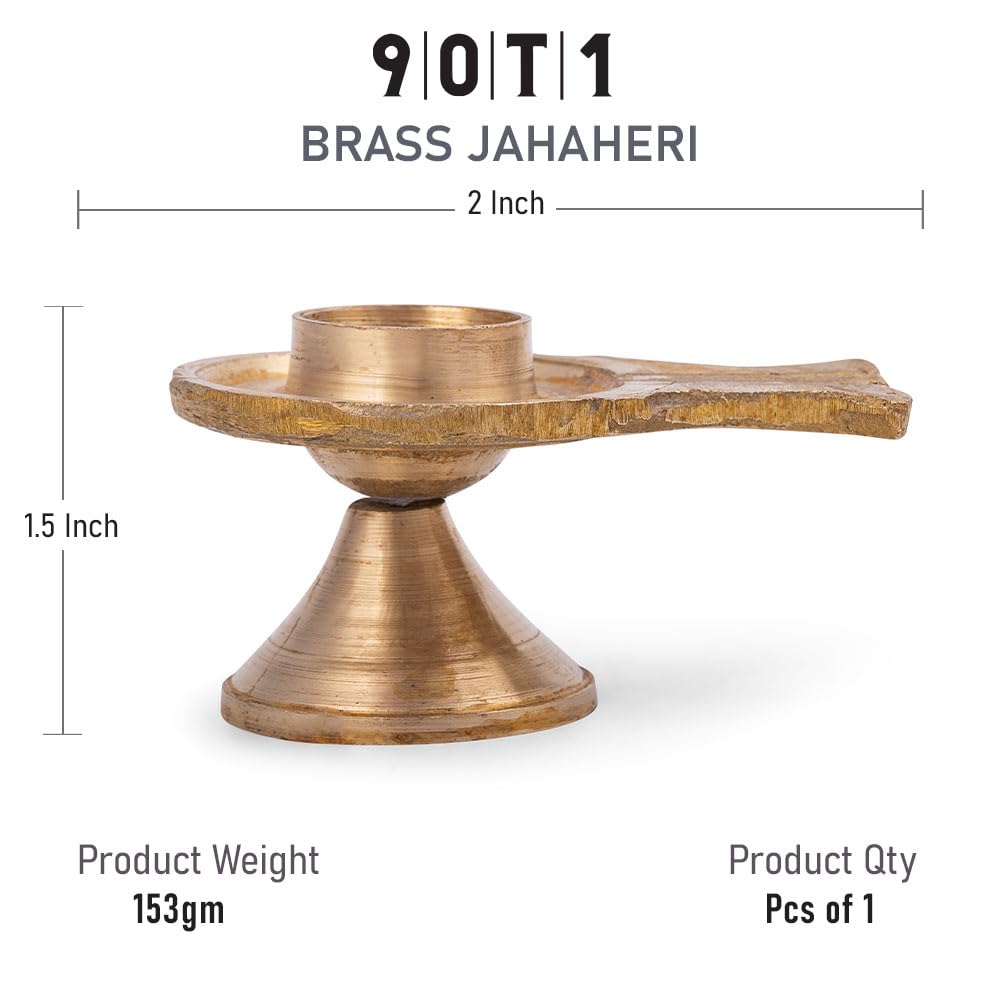 9|0|T|1
BRASS JAHAHERI
2 Inch
1.5 Inch
Product Weight
153gm
Product Qty
Pcs of 1